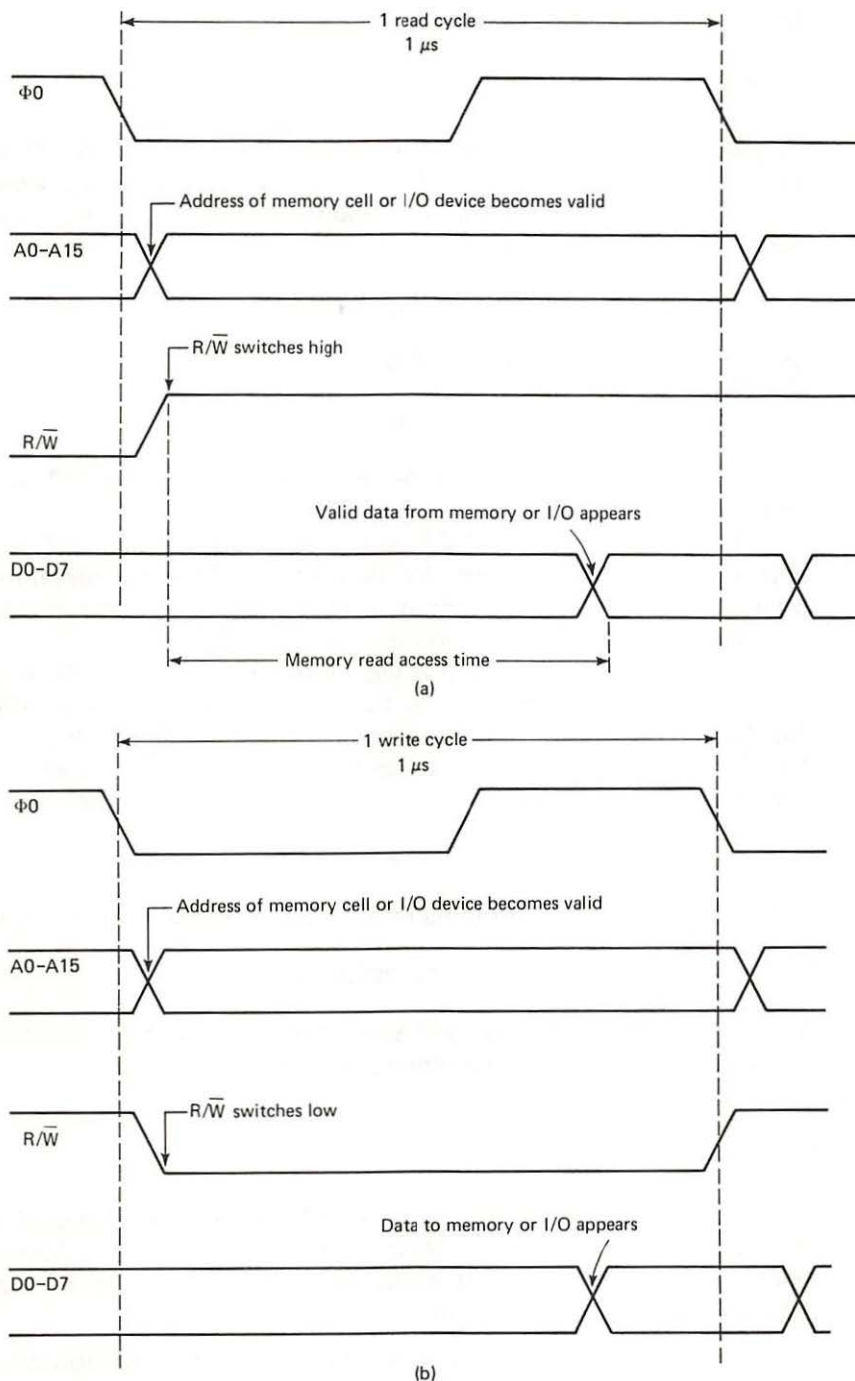 1 read cycle
1 μs
Φ0
Address of memory cell or I/O device becomes valid
A0–A15
R/W̅ switches high
R/W̅
Valid data from memory or I/O appears
D0–D7
Memory read access time
(a)
1 write cycle
1 μs
Φ0
Address of memory cell or I/O device becomes valid
A0–A15
R/W̅ switches low
R/W̅
Data to memory or I/O appears
D0–D7
(b)